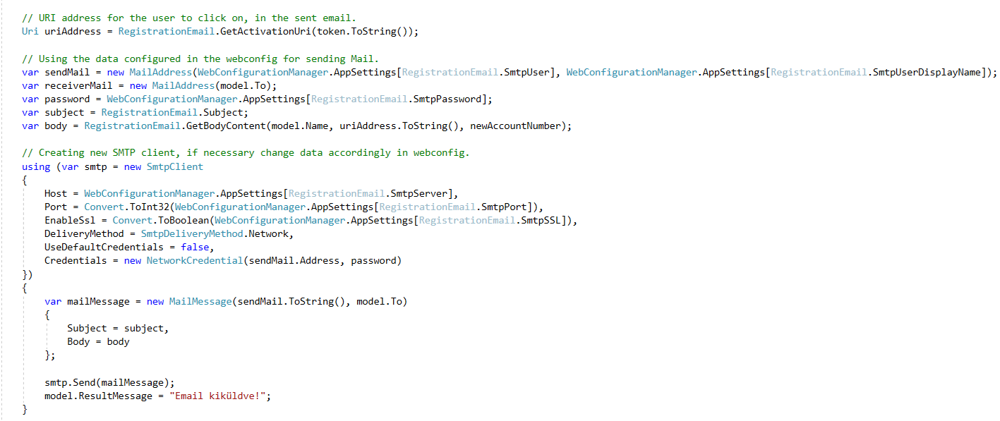 // URI address for the user to click on, in the sent email.
Uri uriAddress = RegistrationEmail.GetActivationUri(token.ToString());
// Using the data configured in the webconfig for sending Mail.
var sendMail = new MailAddress(WebConfigurationManager.AppSettings[RegistrationEmail.SmtpUser], WebConfigurationManager.AppSettings[RegistrationEmail.SmtpUserDisplayName]);
var receiverMail = new MailAddress(model.To);
var password = WebConfigurationManager.AppSettings[RegistrationEmail.SmtpPassword];
var subject = RegistrationEmail.Subject;
var body = RegistrationEmail.GetBodyContent(model.Name, uriAddress.ToString(), newAccountNumber);
// Creating new SMTP client, if necessary change data accordingly in webconfig.
using (var smtp = new SmtpClient
{
Host = WebConfigurationManager.AppSettings[RegistrationEmail.SmtpServer],
Port = Convert.ToInt32(WebConfigurationManager.AppSettings[RegistrationEmail.SmtpPort]),
EnableSsl = Convert.ToBoolean(WebConfigurationManager.AppSettings[RegistrationEmail.SmtpSSL]),
DeliveryMethod = SmtpDeliveryMethod.Network,
UseDefaultCredentials = false,
Credentials = new NetworkCredential(sendMail.Address, password)
})
{
var mailMessage = new MailMessage(sendMail.ToString(), model.To)
{
Subject = subject,
Body = body
};
smtp.Send(mailMessage);
model.ResultMessage = "Email kiküldve!";
}